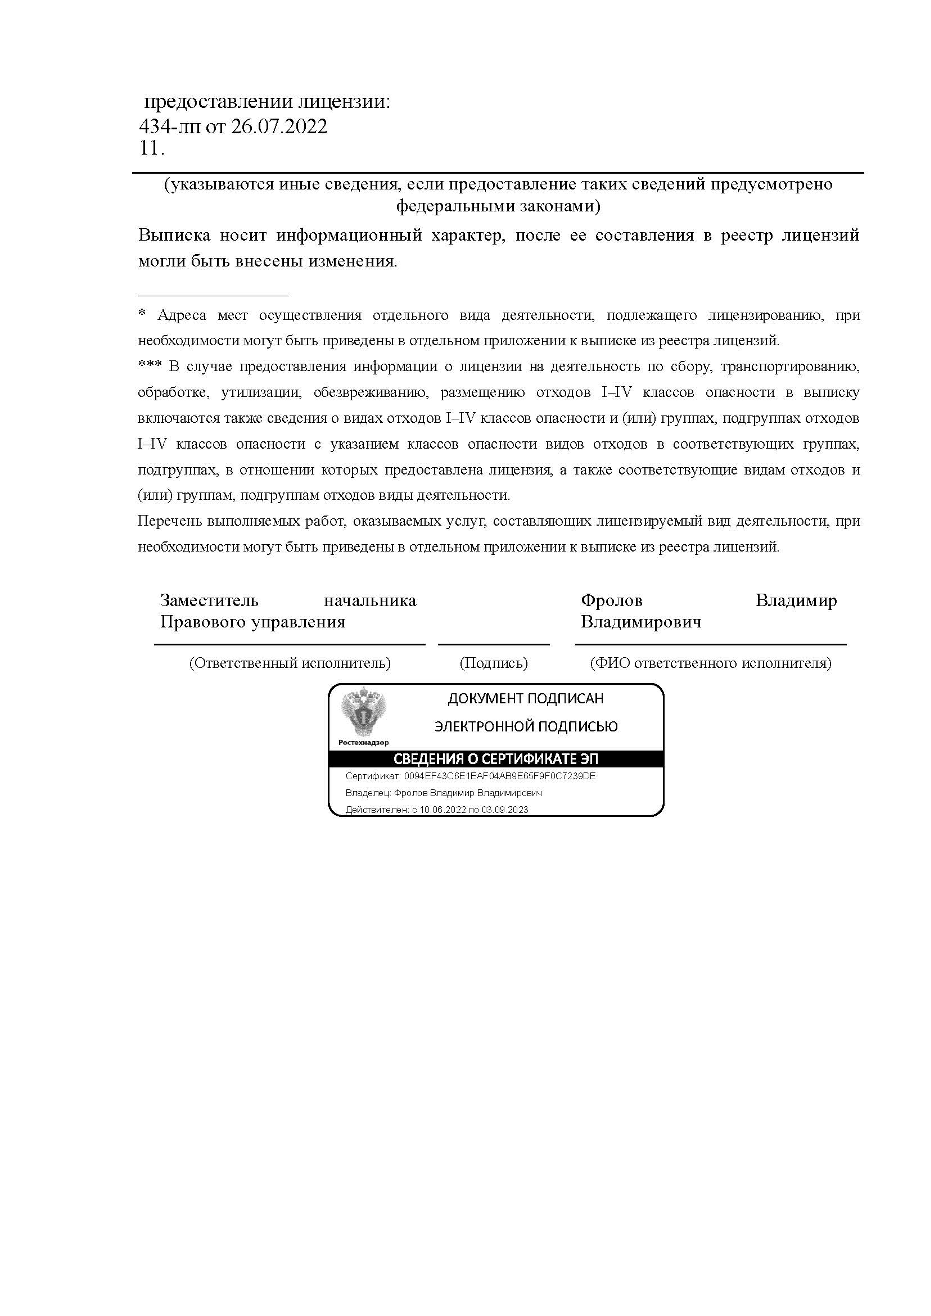 предоставлении лицензии:
434-лп от 26.07.2022
11.
(указываются иные сведения, если предоставление таких сведений предусмотрено
федеральными законами)
Выписка носит информационный характер, после ее составления в реестр лицензий
могли быть внесены изменения.
* Адреса мест осуществления отдельного вида деятельности, подлежащего лицензированию, при
необходимости могут быть приведены в отдельном приложении к выписке из реестра лицензий.
*** В случае предоставления информации о лицензии на деятельность по сбору, транспортированию,
обработке, утилизации, обезвреживанию, размещению отходов I–IV классов опасности в выписку
включаются также сведения о видах отходов I–IV классов опасности и (или) группах, подгруппах отходов
I–IV классов опасности с указанием классов опасности видов отходов в соответствующих группах,
подгруппах, в отношении которых предоставлена лицензия, а также соответствующие видам отходов и
(или) группам, подгруппам отходов виды деятельности.
Перечень выполняемых работ, оказываемых услуг, составляющих лицензируемый вид деятельности, при
необходимости могут быть приведены в отдельном приложении к выписке из реестра лицензий.
Заместитель начальника
Правового управления
Фролов Владимир
Владимирович
(Ответственный исполнитель) (Подпись) (ФИО ответственного исполнителя)
ДОКУМЕНТ ПОДПИСАН
ЭЛЕКТРОННОЙ ПОДПИСЬЮ
Ростехнадзор
СВЕДЕНИЯ О СЕРТИФИКАТЕ ЭП
Сертификат: 0094EF43C6E1EAF04AB9E65F9F0C7239DE
Владелец: Фролов Владимир Владимирович
Действителен: с 10.06.2022 по 03.09.2023